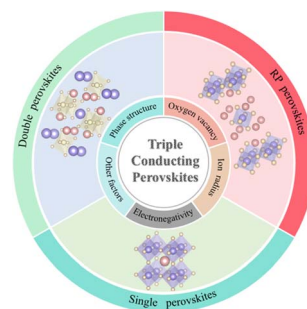 Double perovskites
RP perovskites
Phase structure
Oxygen vacancy
Triple
Conducting
Perovskites
Other factors
Ion radius
Electronegativity
Single perovskites